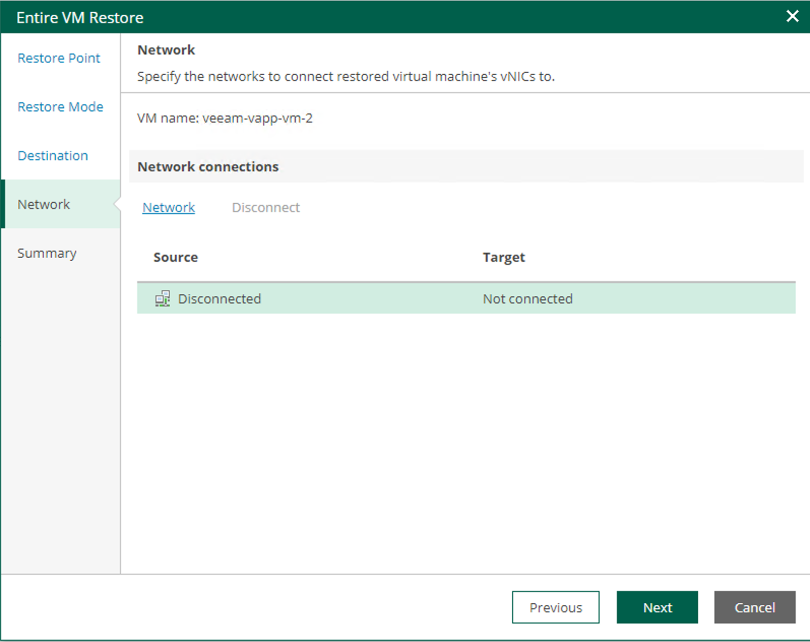 Entire VM Restore
Restore Point
Restore Mode
Destination
Network
Summary
Network
Specify the networks to connect restored virtual machine's vNICs to.
VM name: veeam-vapp-vm-2
Network connections
Network Disconnect
Source Target
Disconnected Not connected
Previous Next Cancel